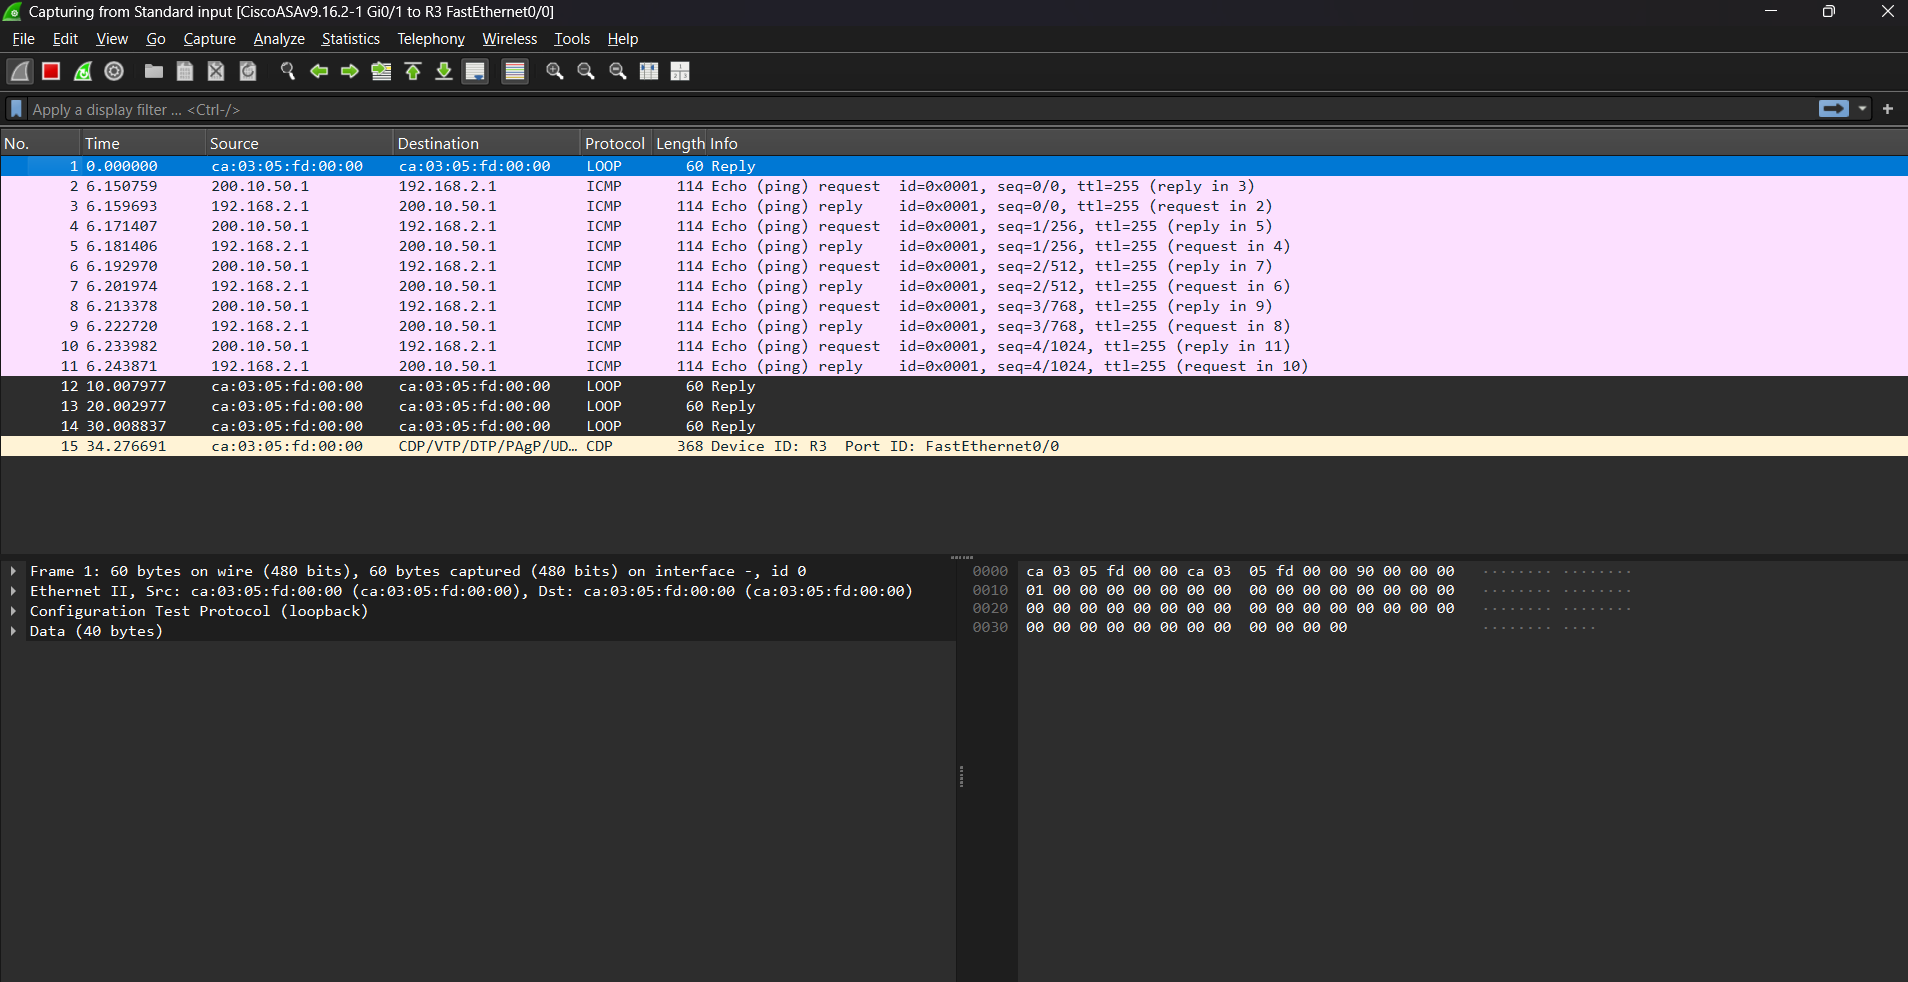 Capturing from Standard input [CiscoASAv9.16.2-1 Gi0/1 to R3 FastEthernet0/0]
File Edit View Go Capture Analyze Statistics Telephony Wireless Tools Help
Apply a display filter ... <Ctrl-/>
No. Time Source Destination Protocol Length Info
1 0.000000 ca:03:05:fd:00:00 ca:03:05:fd:00:00 LOOP 60 Reply
2 6.150759 200.10.50.1 192.168.2.1 ICMP 114 Echo (ping) request id=0x0001, seq=0/0, ttl=255 (reply in 3)
3 6.159693 192.168.2.1 200.10.50.1 ICMP 114 Echo (ping) reply id=0x0001, seq=0/0, ttl=255 (request in 2)
4 6.171407 200.10.50.1 192.168.2.1 ICMP 114 Echo (ping) request id=0x0001, seq=1/256, ttl=255 (reply in 5)
5 6.181406 192.168.2.1 200.10.50.1 ICMP 114 Echo (ping) reply id=0x0001, seq=1/256, ttl=255 (request in 4)
6 6.192970 200.10.50.1 192.168.2.1 ICMP 114 Echo (ping) request id=0x0001, seq=2/512, ttl=255 (reply in 7)
7 6.201974 192.168.2.1 200.10.50.1 ICMP 114 Echo (ping) reply id=0x0001, seq=2/512, ttl=255 (request in 6)
8 6.213378 200.10.50.1 192.168.2.1 ICMP 114 Echo (ping) request id=0x0001, seq=3/768, ttl=255 (reply in 9)
9 6.222720 192.168.2.1 200.10.50.1 ICMP 114 Echo (ping) reply id=0x0001, seq=3/768, ttl=255 (request in 8)
10 6.233982 200.10.50.1 192.168.2.1 ICMP 114 Echo (ping) request id=0x0001, seq=4/1024, ttl=255 (reply in 11)
11 6.243871 192.168.2.1 200.10.50.1 ICMP 114 Echo (ping) reply id=0x0001, seq=4/1024, ttl=255 (request in 10)
12 10.007977 ca:03:05:fd:00:00 ca:03:05:fd:00:00 LOOP 60 Reply
13 20.002977 ca:03:05:fd:00:00 ca:03:05:fd:00:00 LOOP 60 Reply
14 30.008837 ca:03:05:fd:00:00 ca:03:05:fd:00:00 LOOP 60 Reply
15 34.276691 ca:03:05:fd:00:00 CDP/VTP/DTP/PAgP/UD… CDP 368 Device ID: R3 Port ID: FastEthernet0/0
Frame 1: 60 bytes on wire (480 bits), 60 bytes captured (480 bits) on interface -, id 0
Ethernet II, Src: ca:03:05:fd:00:00 (ca:03:05:fd:00:00), Dst: ca:03:05:fd:00:00 (ca:03:05:fd:00:00)
Configuration Test Protocol (loopback)
Data (40 bytes)
0000 ca 03 05 fd 00 00 ca 03 05 fd 00 00 90 00 00 00 ········ ········
0010 01 00 00 00 00 00 00 00 00 00 00 00 00 00 00 00 ········ ········
0020 00 00 00 00 00 00 00 00 00 00 00 00 00 00 00 00 ········ ········
0030 00 00 00 00 00 00 00 00 00 00 00 00 ········ ····